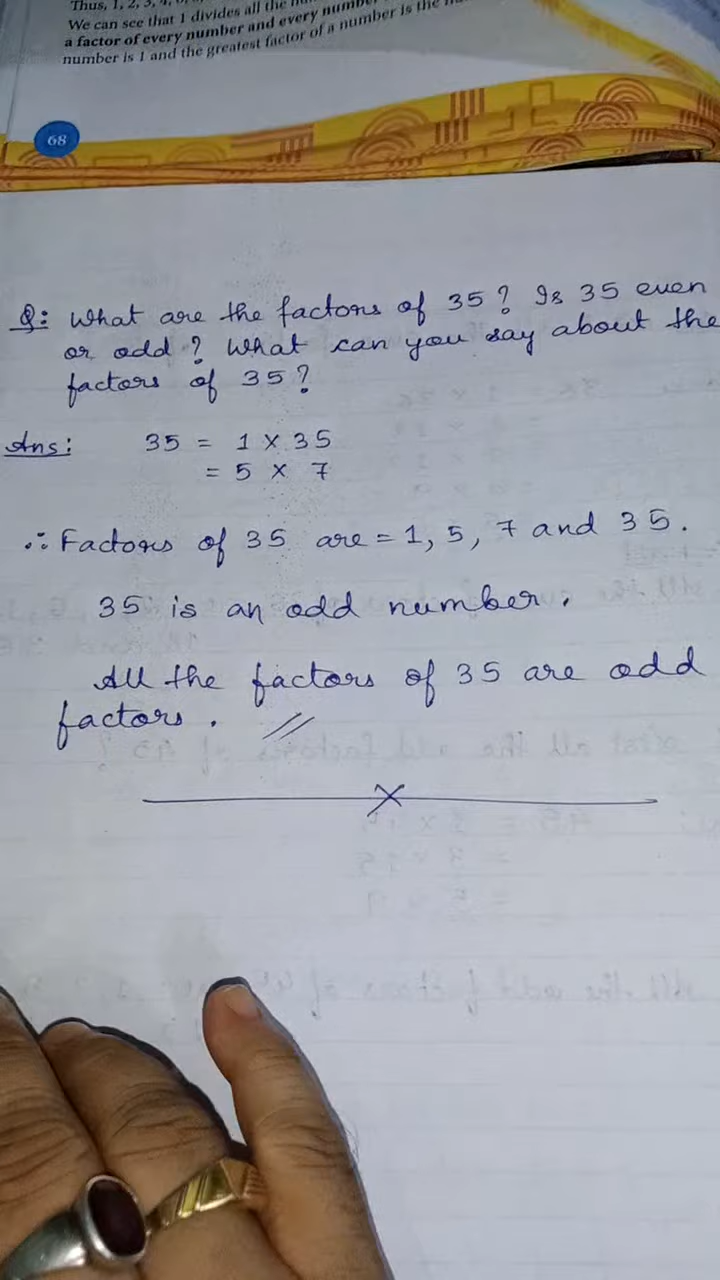 Thus, 1, 2, 3,
We can see that 1 divides all the
a factor of every number and every number
number is 1 and the greatest factor of a number is the
68
Q: What are the factors of 35? Is 35 even
or odd? What can you say about the
factors of 35?
Ans: 35 = 1 × 35
= 5 × 7
∴ Factors of 35 are = 1, 5, 7 and 35.
35 is an odd number.
All the factors of 35 are odd
factors. //